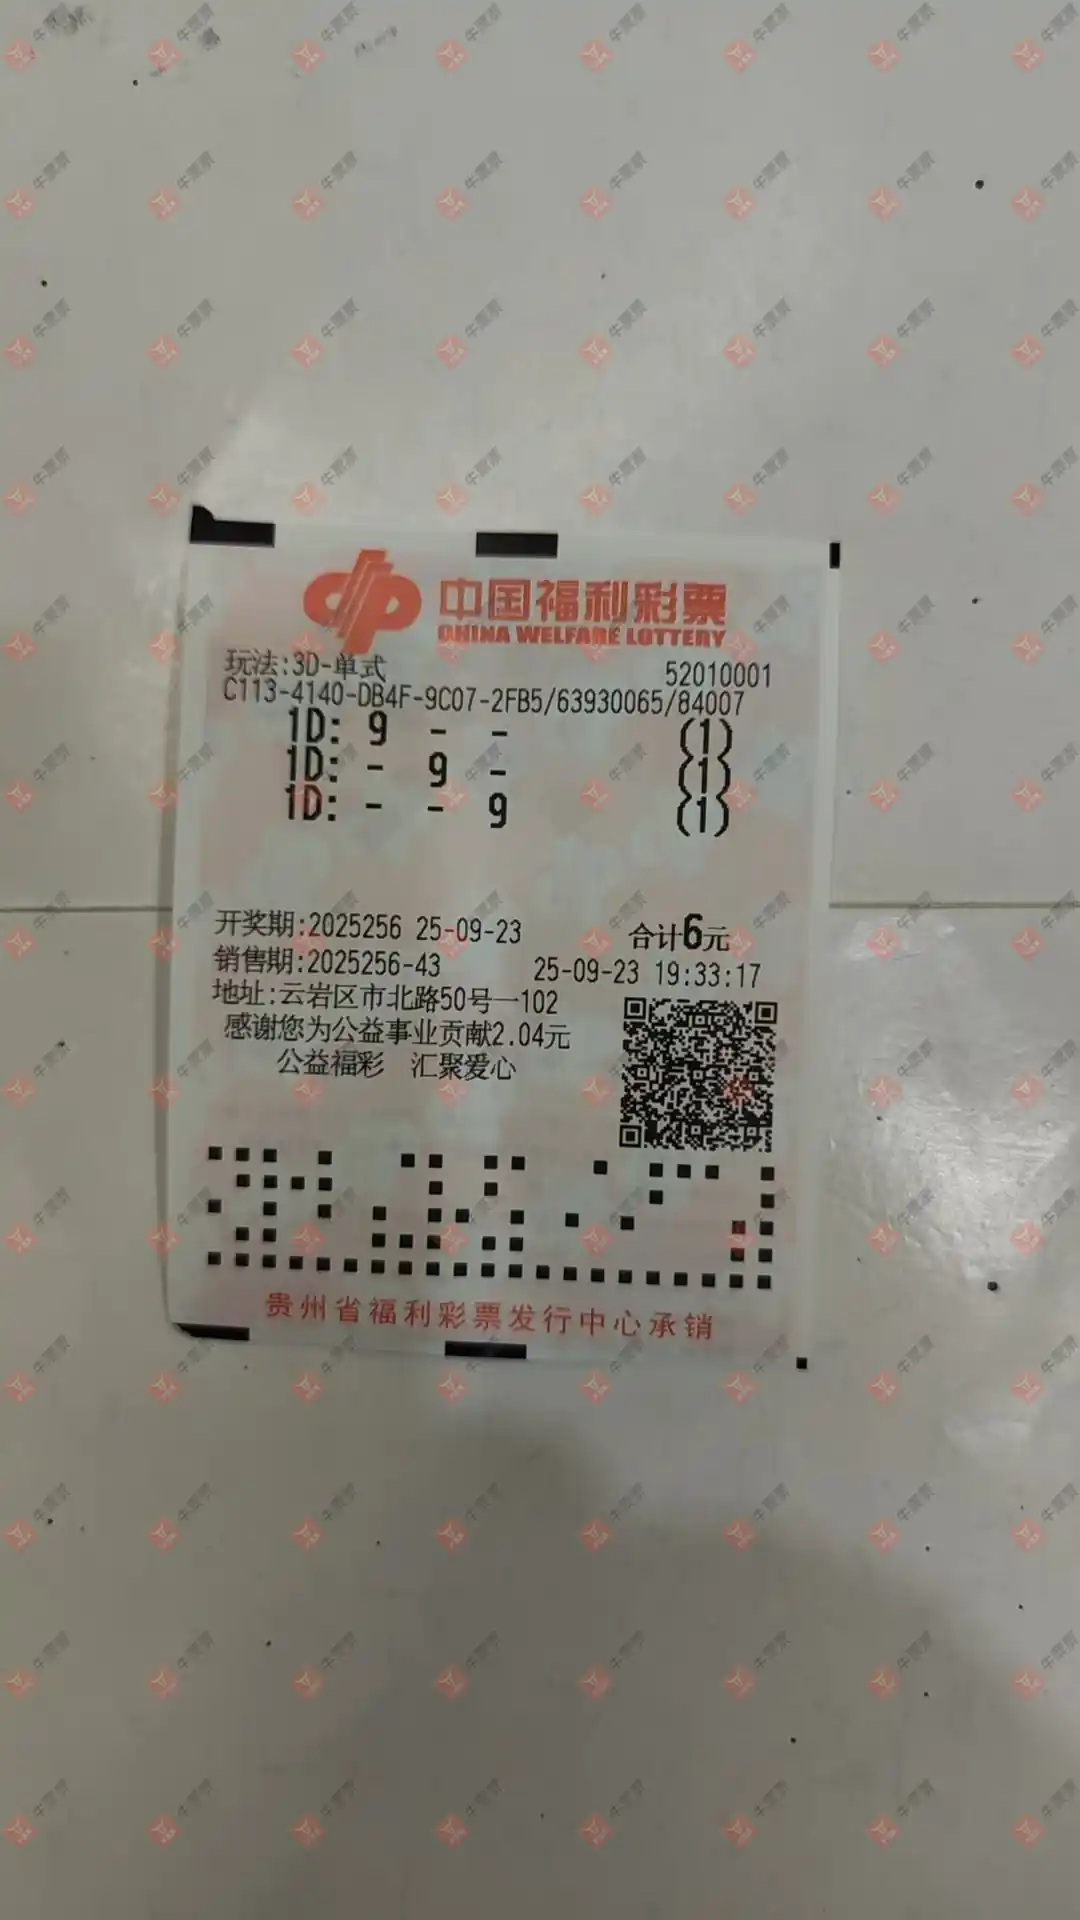 中国福利彩票
CHINA WELFARE LOTTERY
玩法:3D-单式 52010001
C113-4140-DB4F-9C07-2FB5/63930065/84007
1D: 9 - - (1)
1D: - 9 - (1)
1D: - - 9 (1)
开奖期:2025256 25-09-23 合计6元
销售期:2025256-43 25-09-23 19:33:17
地址:云岩区市北路50号一102
感谢您为公益事业贡献2.04元
公益福彩 汇聚爱心
贵州省福利彩票发行中心承销